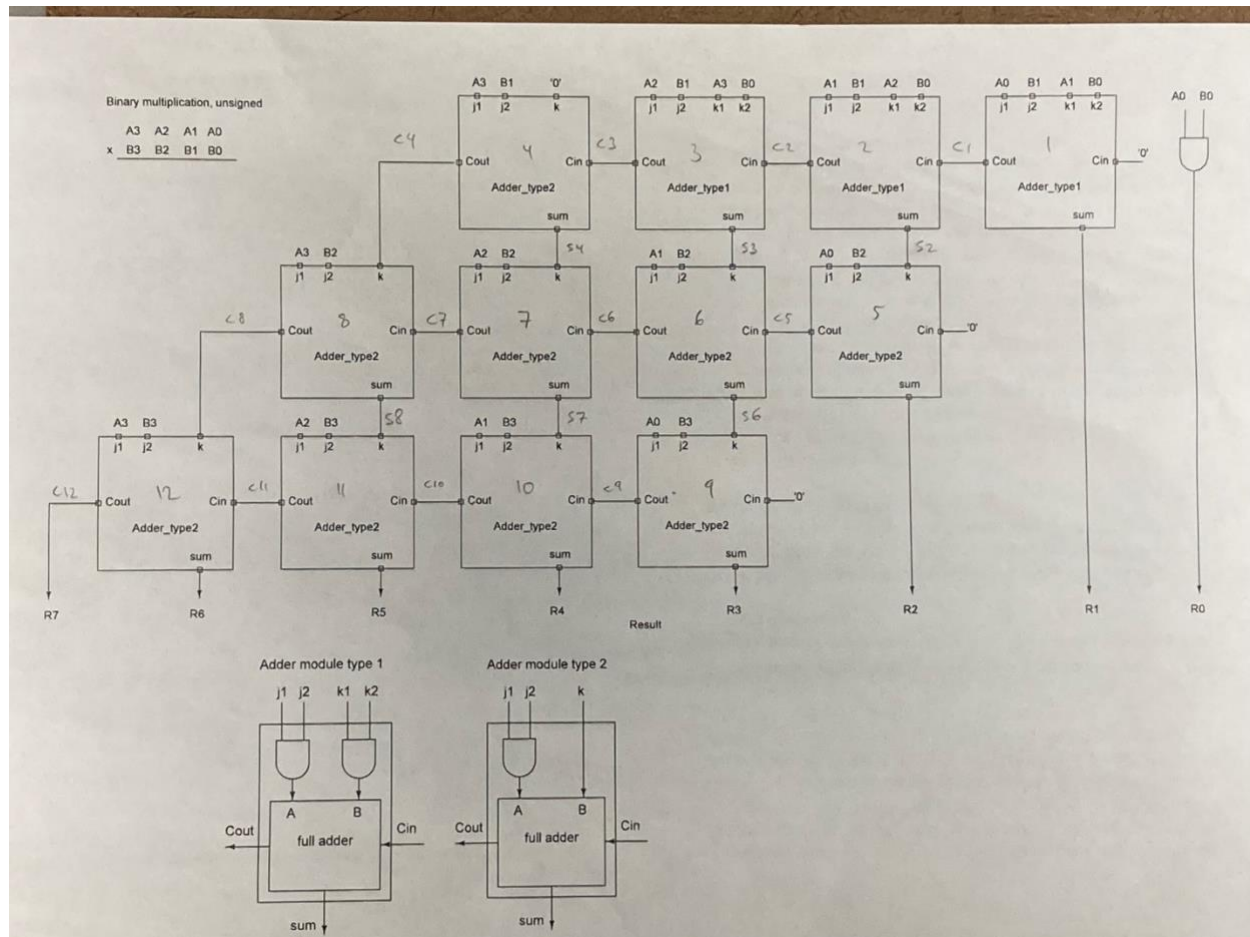 A3 B1 '0' A2 B1 A3 B0 A1 B1 A2 B0 A0 B1 A1 B0
j1 j2 k j1 j2 k1 k2 j1 j2 k1 k2 j1 j2 k1 k2
A0 B0
Binary multiplication, unsigned
A3 A2 A1 A0
x B3 B2 B1 B0
C4 4 C3 3 C2 2 C1 1 '0'
Cout Cin Cout Cin Cout Cin Cout Cin
Adder_type2 Adder_type1 Adder_type1 Adder_type1
sum sum sum sum
S4 S3 S2
A3 B2 A2 B2 A1 B2 A0 B2
j1 j2 k j1 j2 k j1 j2 k j1 j2 k
C8 8 C7 7 C6 6 C5 5 '0'
Cout Cin Cout Cin Cout Cin Cout Cin
Adder_type2 Adder_type2 Adder_type2 Adder_type2
sum sum sum sum
S8 S7 S6
A3 B3 A2 B3 A1 B3 A0 B3
j1 j2 k j1 j2 k j1 j2 k j1 j2 k
C12 12 C11 11 C10 10 C9 9 '0'
Cout Cin Cout Cin Cout Cin Cout Cin
Adder_type2 Adder_type2 Adder_type2 Adder_type2
sum sum sum sum
R7 R6 R5 R4 R3 R2 R1 R0
Result
Adder module type 1 Adder module type 2
j1 j2 k1 k2 j1 j2 k
A B A B
Cout full adder Cin Cout full adder Cin
sum sum